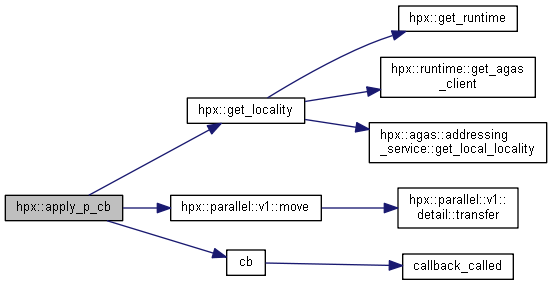 hpx::get_runtime
hpx::runtime::get_agas
_client
hpx::get_locality
hpx::agas::addressing
_service::get_local_locality
hpx::apply_p_cb
hpx::parallel::v1::move
hpx::parallel::v1::
detail::transfer
cb
callback_called